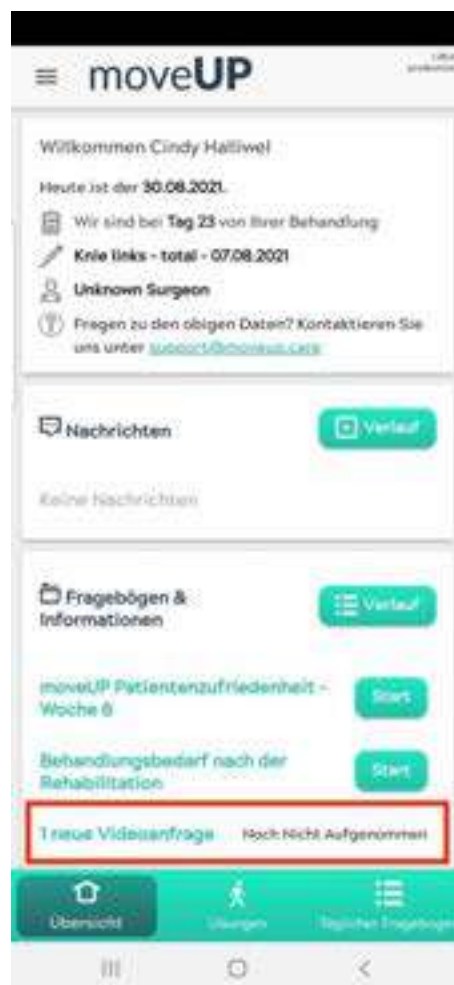 moveUP
Willkommen Cindy Halliwel
Heute ist der 30.08.2021.
Wir sind bei Tag 23 von Ihrer Behandlung
Knie links - total - 07.08.2021
Unknown Surgeon
Fragen zu den obigen Daten? Kontaktieren Sie
uns unter support@moveup.care
Nachrichten
Verlauf
Keine Nachrichten
Fragebögen &
Informationen
Verlauf
moveUP Patientenzufriedenheit -
Woche 6
Start
Behandlungsbedarf nach der
Rehabilitation
Start
1 neue Videoanfrage Noch Nicht Aufgenommen
Übersicht
Übungen
Täglicher Fragebogen